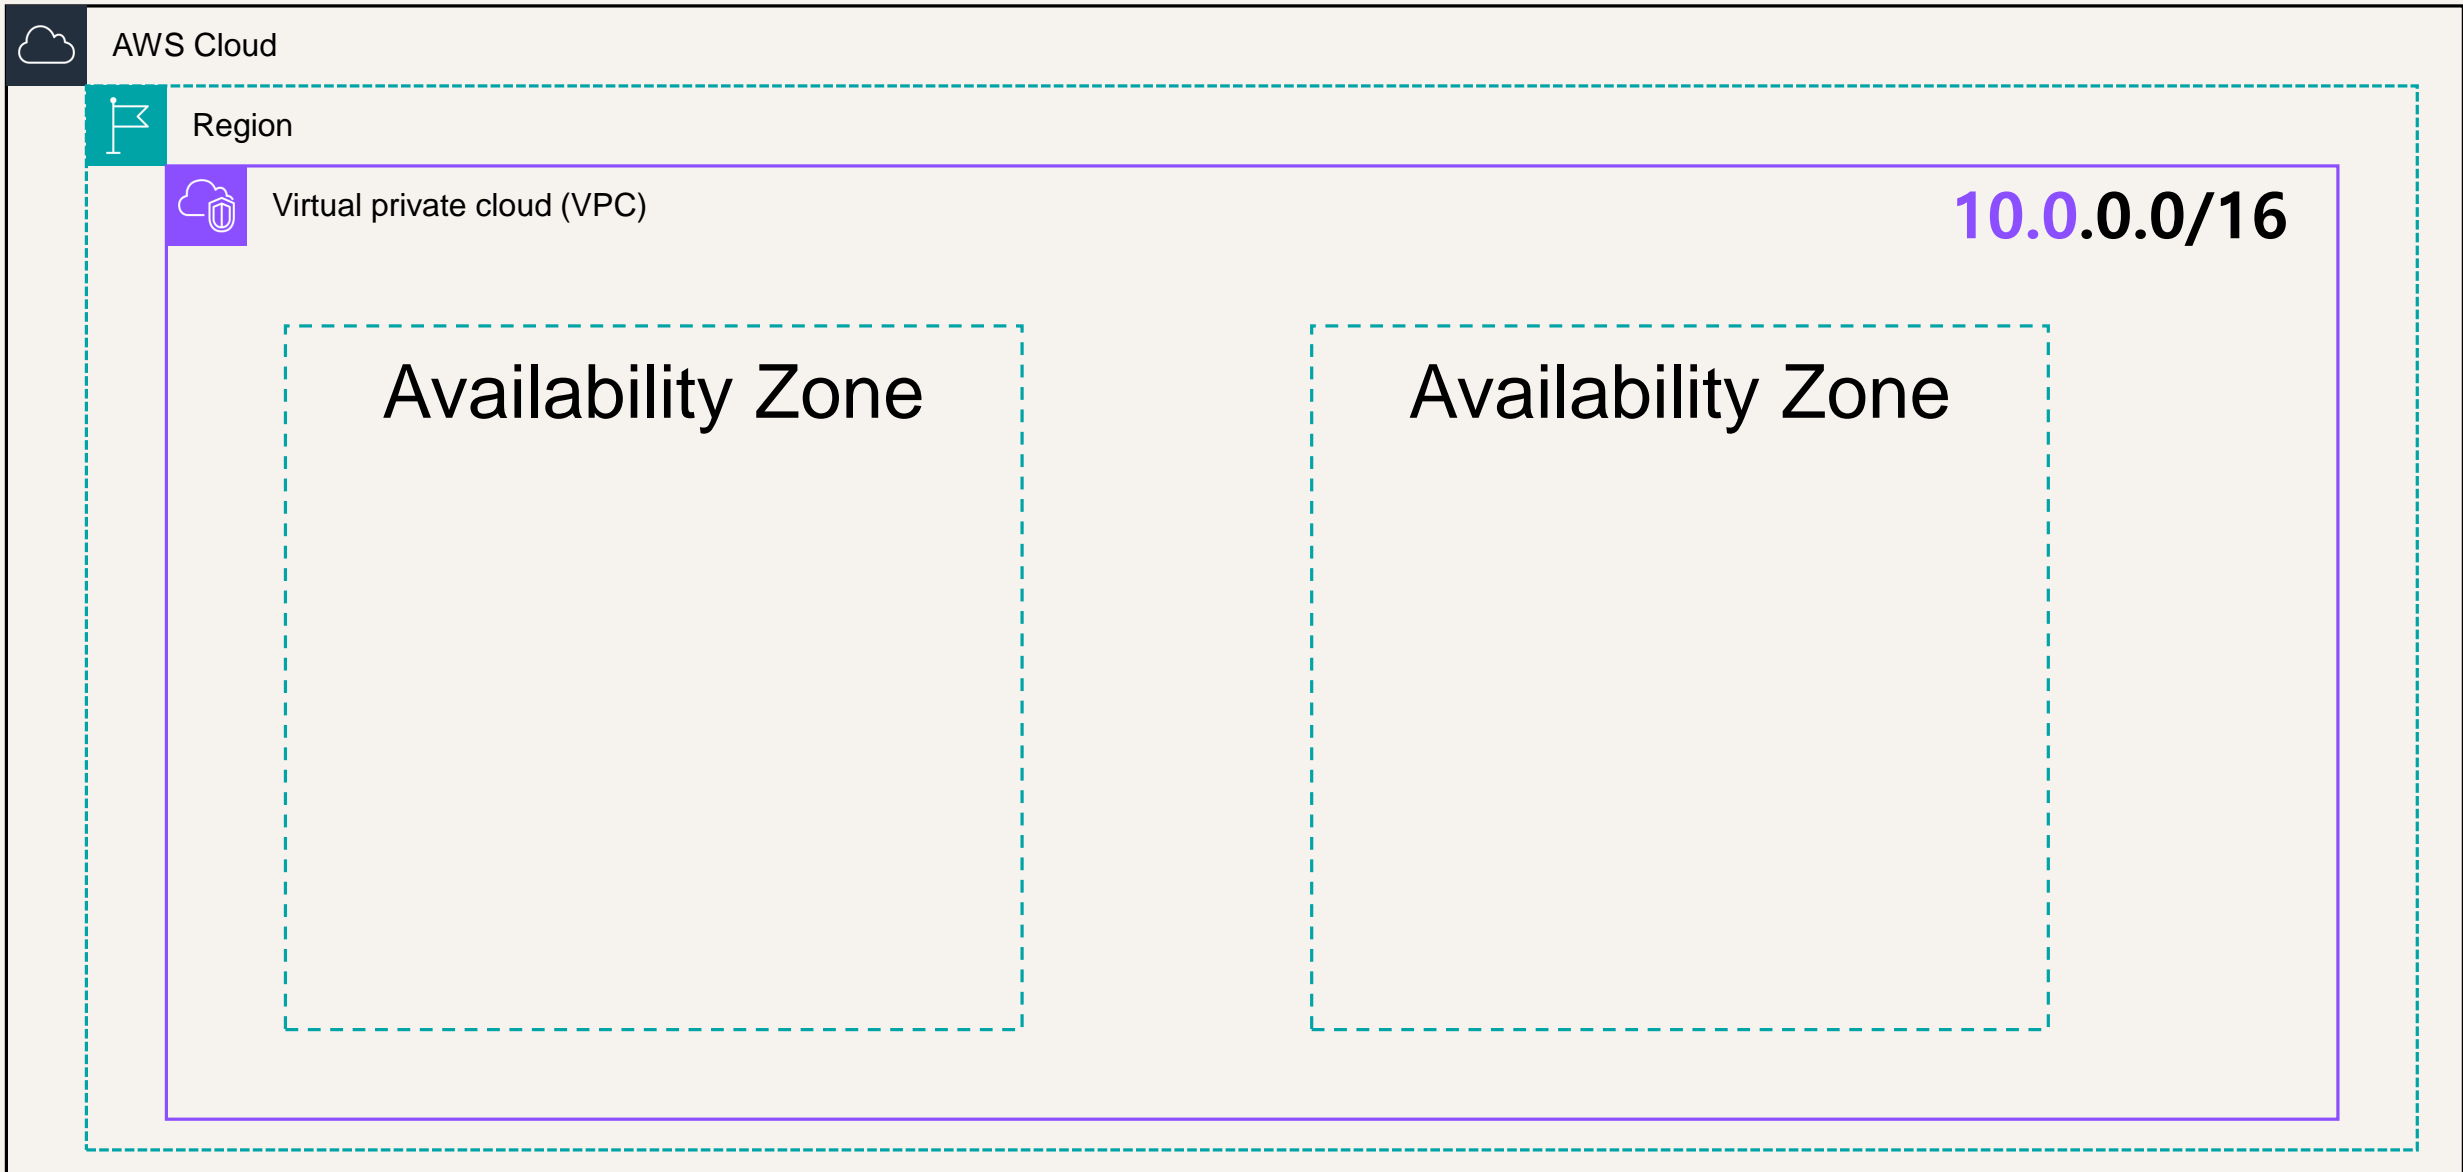 AWS Cloud
Region
Virtual private cloud (VPC)
10.0.0.0/16
Availability Zone
Availability Zone